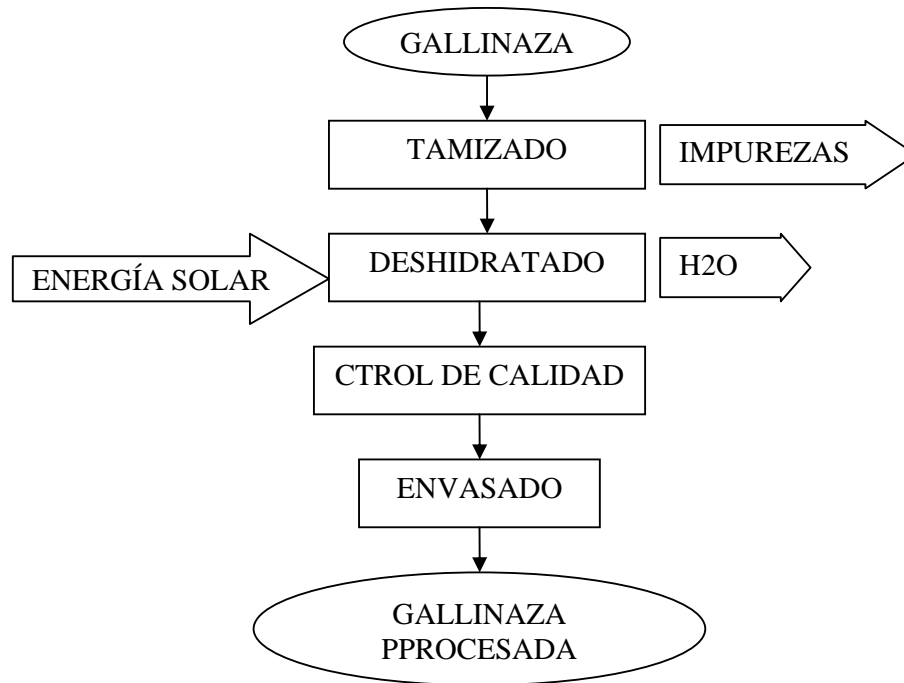 GALLINAZA
TAMIZADO
IMPUREZAS
ENERGÍA SOLAR
DESHIDRATADO
H2O
CTROL DE CALIDAD
ENVASADO
GALLINAZA
PPROCESADA